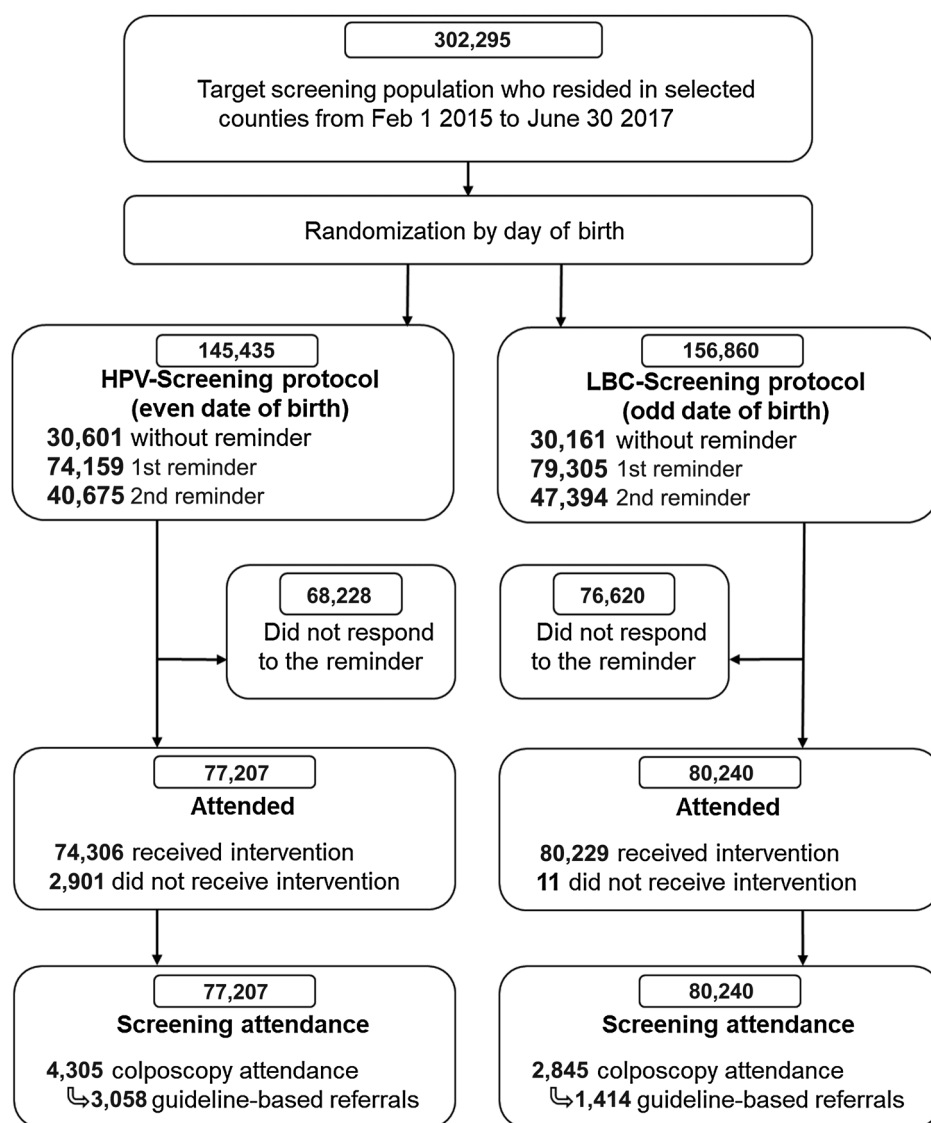 302,295
Target screening population who resided in selected
counties from Feb 1 2015 to June 30 2017
Randomization by day of birth
145,435
HPV-Screening protocol
(even date of birth)
30,601 without reminder
74,159 1st reminder
40,675 2nd reminder
156,860
LBC-Screening protocol
(odd date of birth)
30,161 without reminder
79,305 1st reminder
47,394 2nd reminder
68,228
Did not respond
to the reminder
76,620
Did not respond
to the reminder
77,207
Attended
74,306 received intervention
2,901 did not receive intervention
80,240
Attended
80,229 received intervention
11 did not receive intervention
77,207
Screening attendance
4,305 colposcopy attendance
3,058 guideline-based referrals
80,240
Screening attendance
2,845 colposcopy attendance
1,414 guideline-based referrals